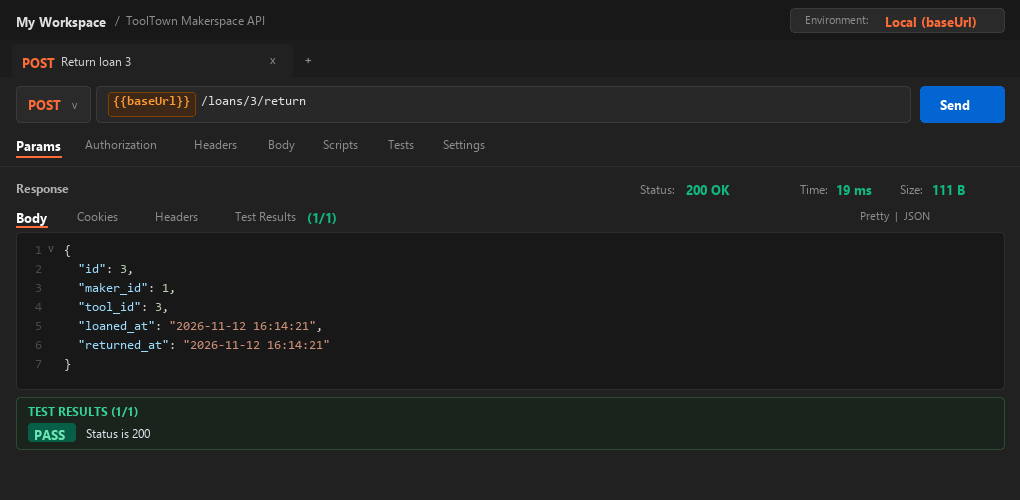 My Workspace / ToolTown Makerspace API
Environment: Local (baseUrl)
POST Return loan 3 x +
POST v {{baseUrl}} /loans/3/return Send
Params Authorization Headers Body Scripts Tests Settings
Response Status: 200 OK Time: 19 ms Size: 111 B
Body Cookies Headers Test Results (1/1) Pretty | JSON
1 v {
2 "id": 3,
3 "maker_id": 1,
4 "tool_id": 3,
5 "loaned_at": "2026-11-12 16:14:21",
6 "returned_at": "2026-11-12 16:14:21"
7 }
TEST RESULTS (1/1)
PASS Status is 200